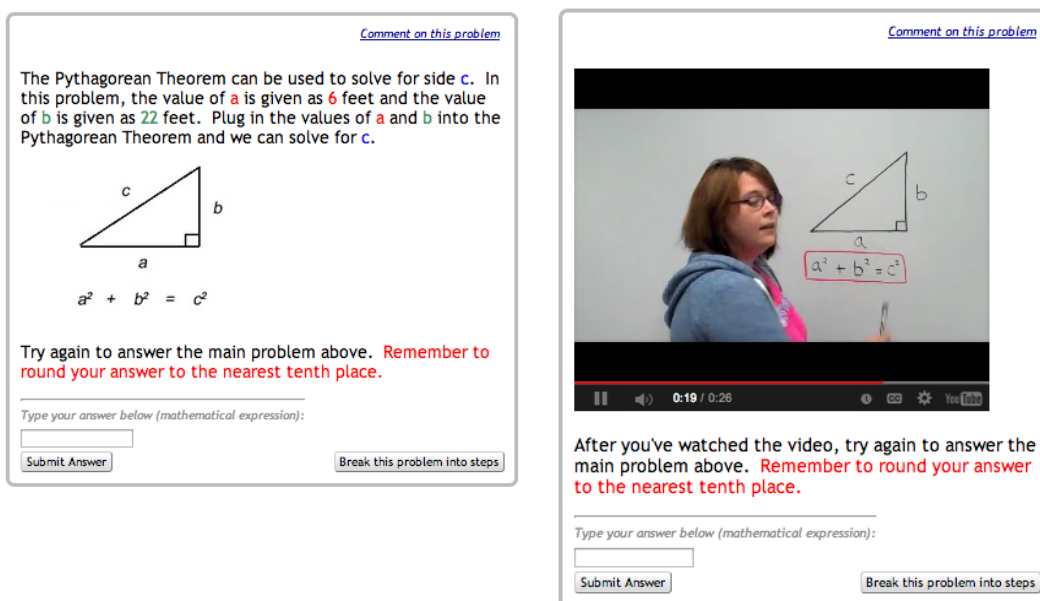 Comment on this problem
The Pythagorean Theorem can be used to solve for side c. In
this problem, the value of a is given as 6 feet and the value
of b is given as 22 feet. Plug in the values of a and b into the
Pythagorean Theorem and we can solve for c.
c
b
a
a² + b² = c²
Try again to answer the main problem above. Remember to
round your answer to the nearest tenth place.
Type your answer below (mathematical expression):
Submit Answer
Break this problem into steps
Comment on this problem
c
b
a
a² + b² = c²
0:19 / 0:26
CC
YouTube
After you've watched the video, try again to answer the
main problem above. Remember to round your answer
to the nearest tenth place.
Type your answer below (mathematical expression):
Submit Answer
Break this problem into steps